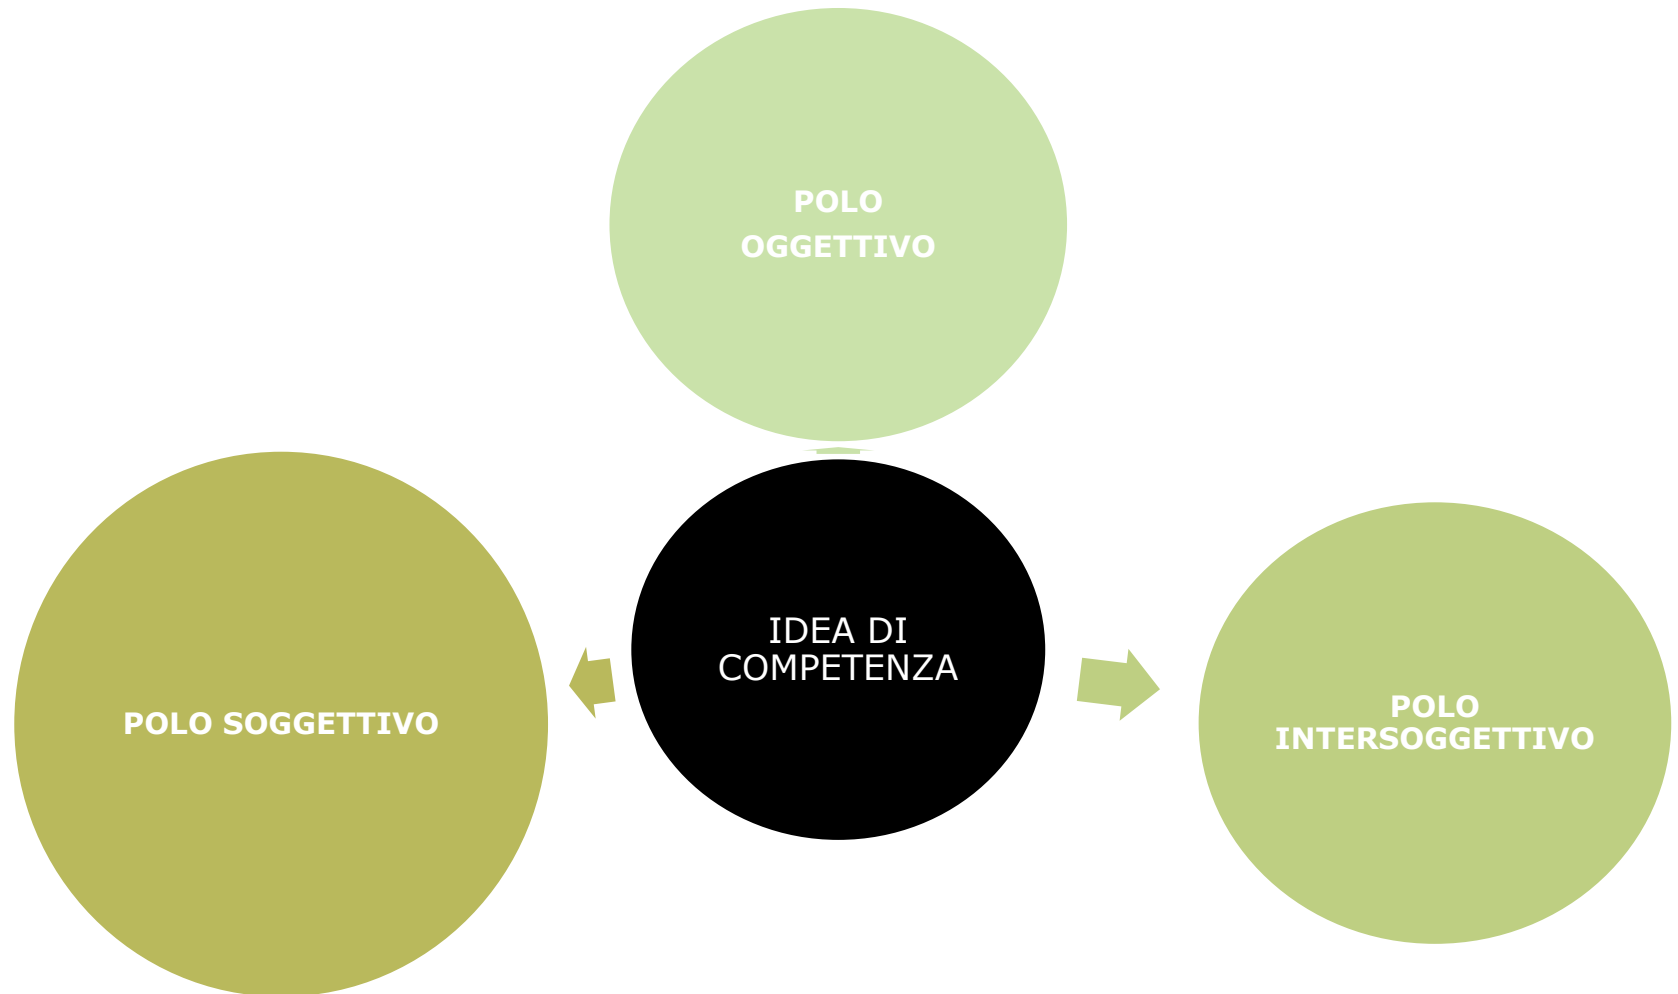 POLO
OGGETTIVO
IDEA DI
COMPETENZA
POLO SOGGETTIVO
POLO
INTERSOGGETTIVO